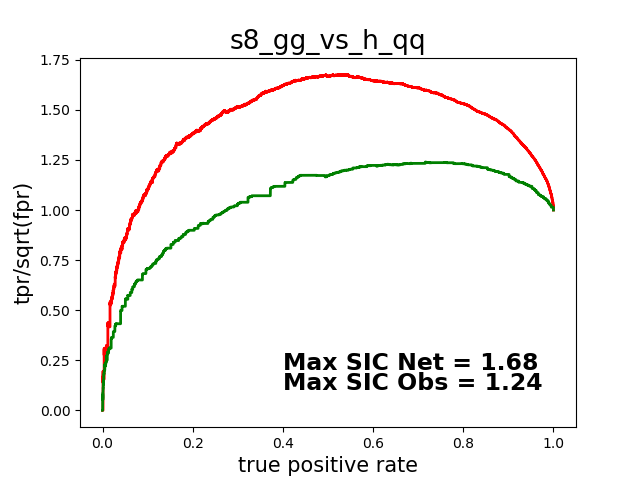 s8_gg_vs_h_qq
1.75
1.50
1.25
1.00
0.75
0.50
0.25
0.00
tpr/sqrt(fpr)
Max SIC Net = 1.68
Max SIC Obs = 1.24
0.0 0.2 0.4 0.6 0.8 1.0
true positive rate